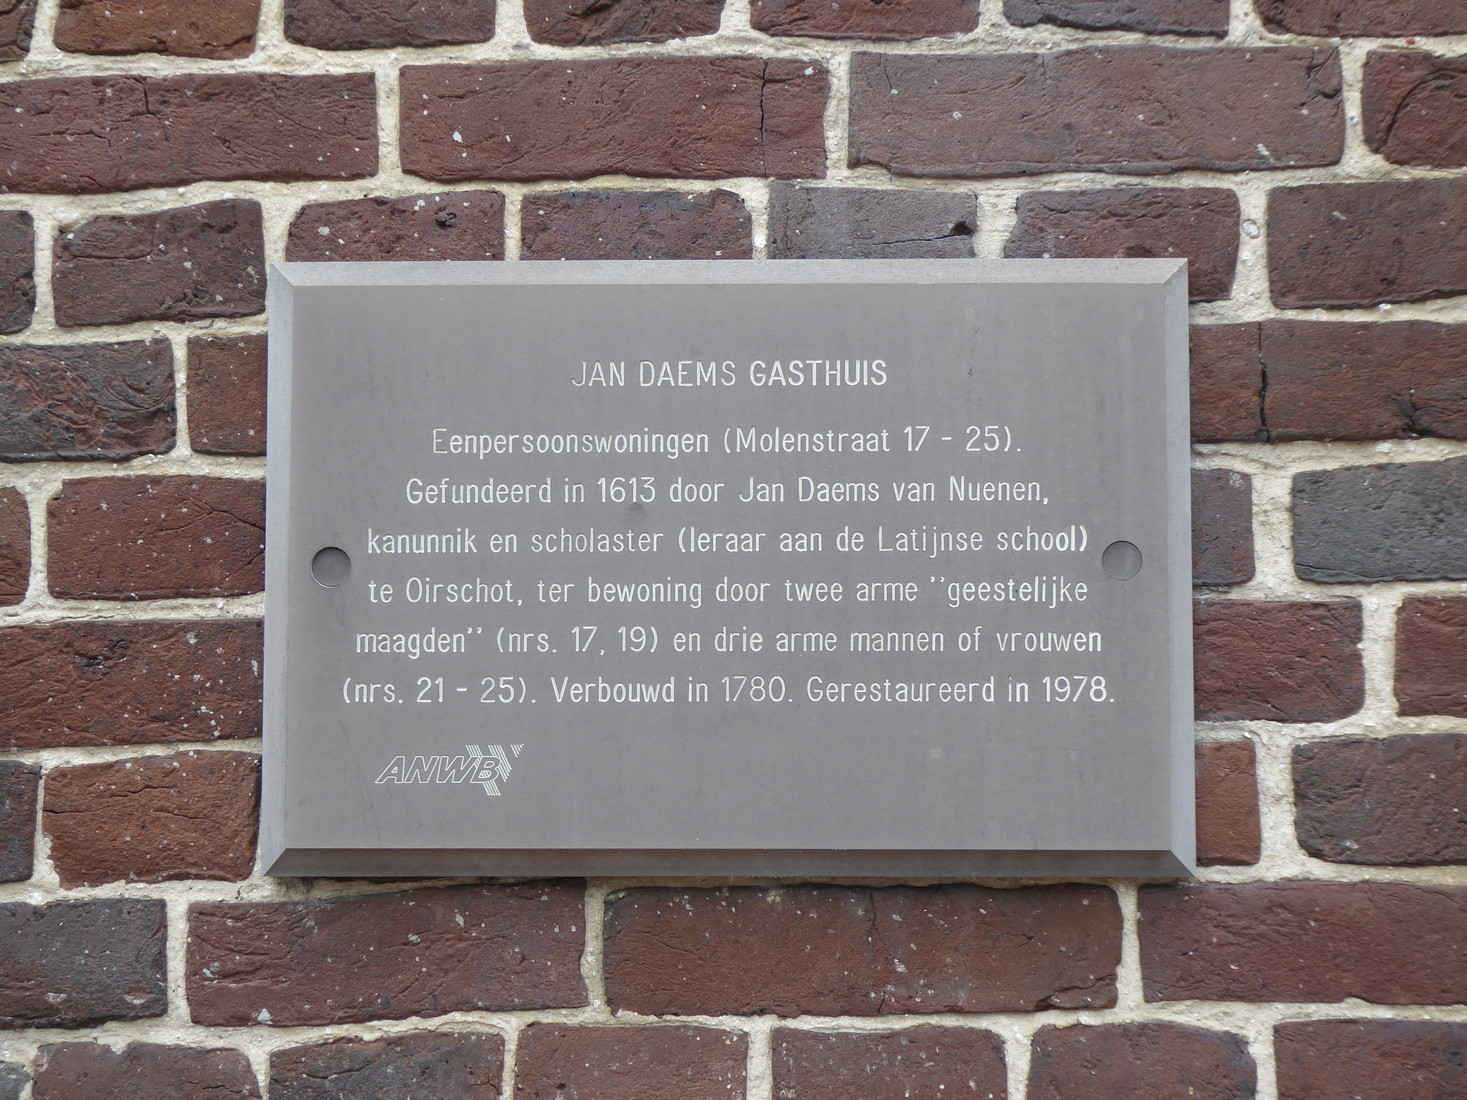 JAN DAEMS GASTHUIS
Eenpersoonswoningen (Molenstraat 17 - 25).
Gefundeerd in 1613 door Jan Daems van Nuenen,
kanunnik en scholaster (leraar aan de Latijnse school)
te Oirschot, ter bewoning door twee arme ''geestelijke
maagden'' (nrs. 17, 19) en drie arme mannen of vrouwen
(nrs. 21 - 25). Verbouwd in 1780. Gerestaureerd in 1978.
ANWB